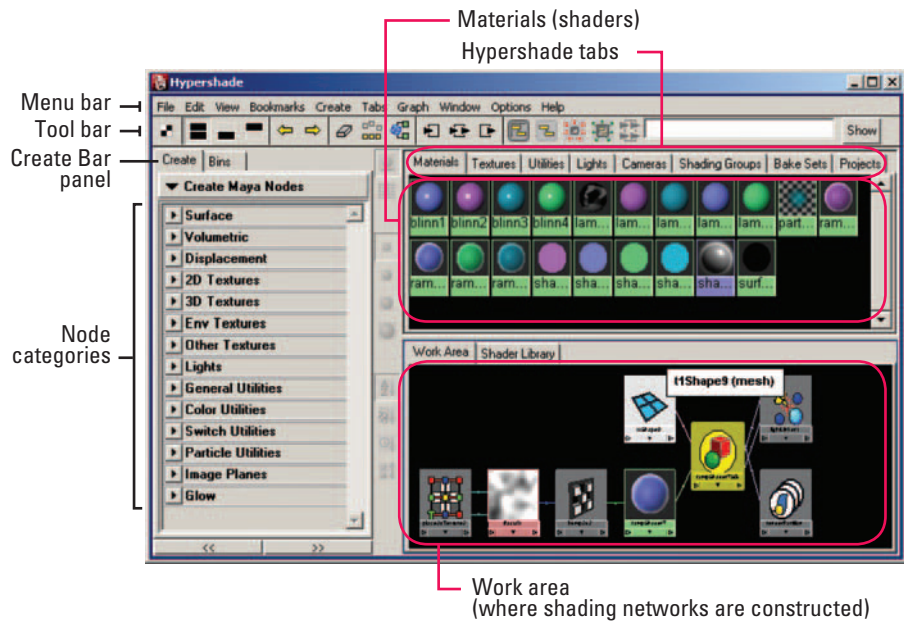 Materials (shaders)
Hypershade tabs
Hypershade
Menu bar
File Edit View Bookmarks Create Tabs Graph Window Options Help
Tool bar
Show
Create Bar
panel
Create Bins
Materials Textures Utilities Lights Cameras Shading Groups Bake Sets Projects
Create Maya Nodes
blinn1 blinn2 blinn3 blinn4 lam... lam... lam... lam... lam... part... ram...
ram... ram... ram... sha... sha... sha... sha... sha... surf...
Node
categories
Surface
Volumetric
Displacement
2D Textures
3D Textures
Env Textures
Other Textures
Lights
General Utilities
Color Utilities
Switch Utilities
Particle Utilities
Image Planes
Glow
<< >>
Work Area Shader Library
t1Shape9 (mesh)
Work area
(where shading networks are constructed)